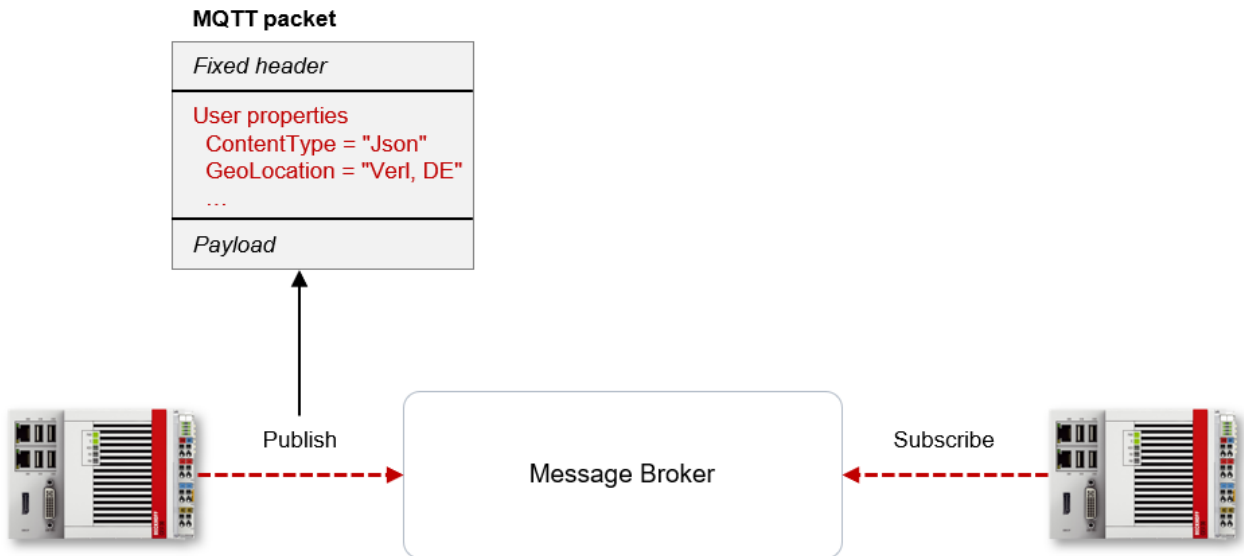 MQTT packet
Fixed header
User properties
ContentType = "Json"
GeoLocation = "Verl, DE"
...
Payload
Publish
Message Broker
Subscribe